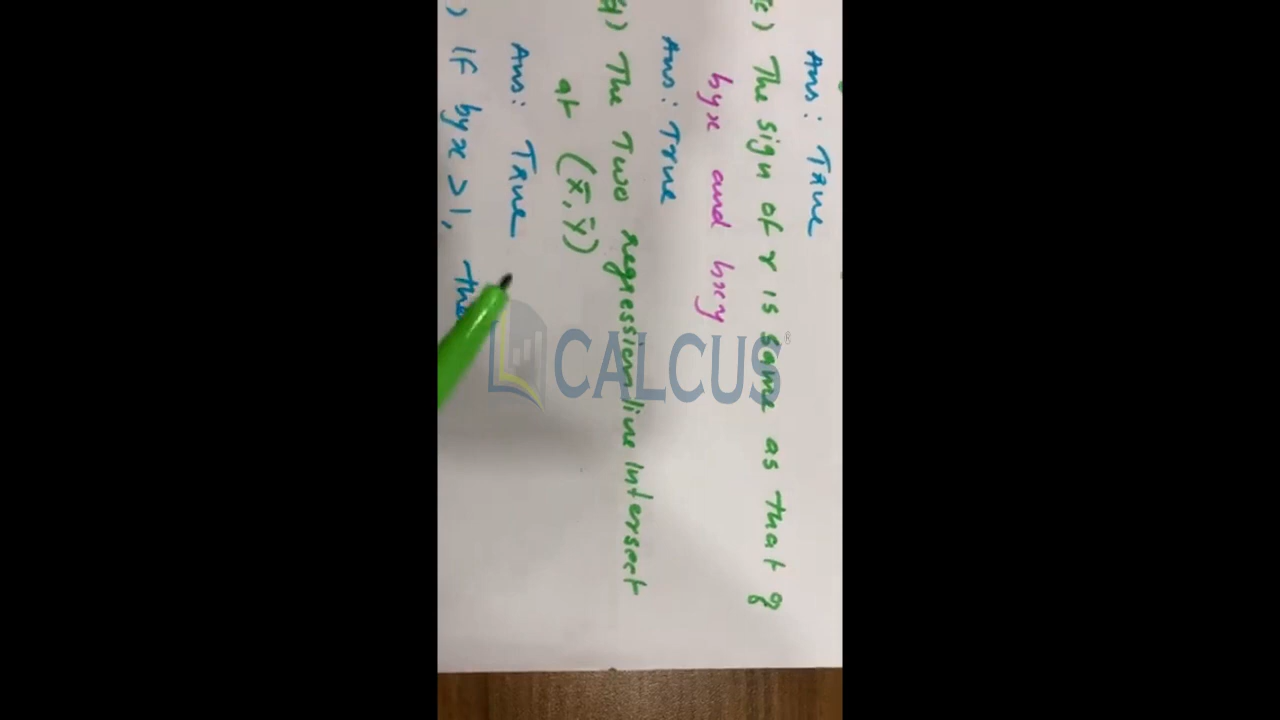 Ans: True
c) The sign of r is same as that of
byx and bxy
Ans: True
d) The Two regression line intersect
at (x̄, ȳ)
Ans: True
) If byx >1, the
CALCUS®